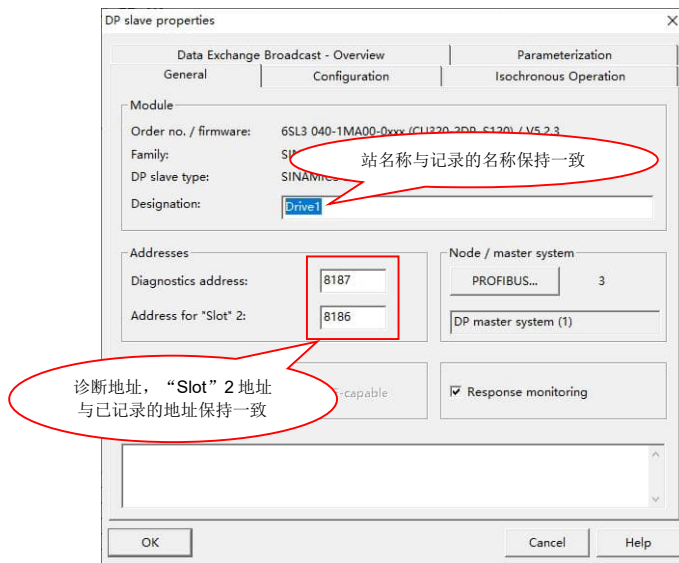 DP slave properties
Data Exchange Broadcast - Overview
Parameterization
General
Configuration
Isochronous Operation
Module
Order no. / firmware:
6SL3 040-1MA00-0xxx (CU320-2DP, S120) / V5.2.3
Family:
站名称与记录的名称保持一致
DP slave type:
SINAMICS
Designation:
Drive1
Addresses
Node / master system
Diagnostics address:
8187
PROFIBUS...
3
Address for "Slot" 2:
8186
DP master system (1)
诊断地址，“Slot”2 地址
与已记录的地址保持一致
-capable
Response monitoring
OK
Cancel
Help